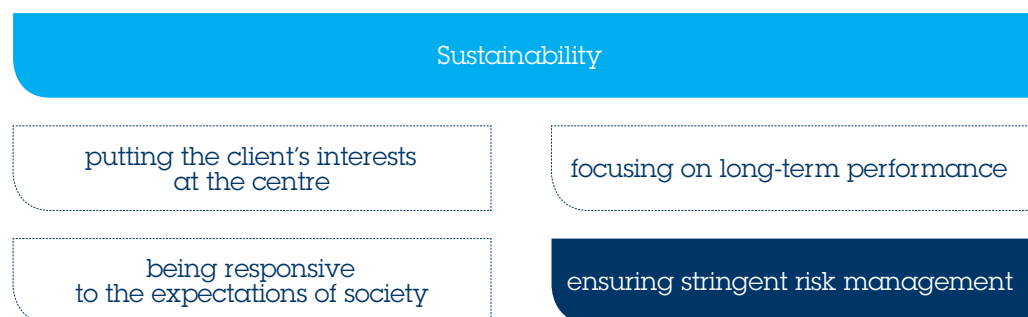 Sustainability
putting the client's interests
at the centre
focusing on long-term performance
being responsive
to the expectations of society
ensuring stringent risk management